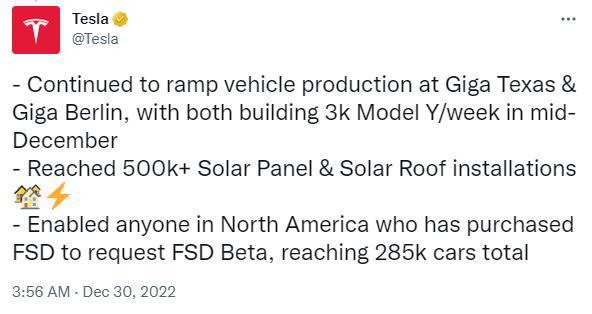 Tesla
@Tesla
- Continued to ramp vehicle production at Giga Texas &
Giga Berlin, with both building 3k Model Y/week in mid-
December
- Reached 500k+ Solar Panel & Solar Roof installations
🏘️⚡
- Enabled anyone in North America who has purchased
FSD to request FSD Beta, reaching 285k cars total
3:56 AM · Dec 30, 2022